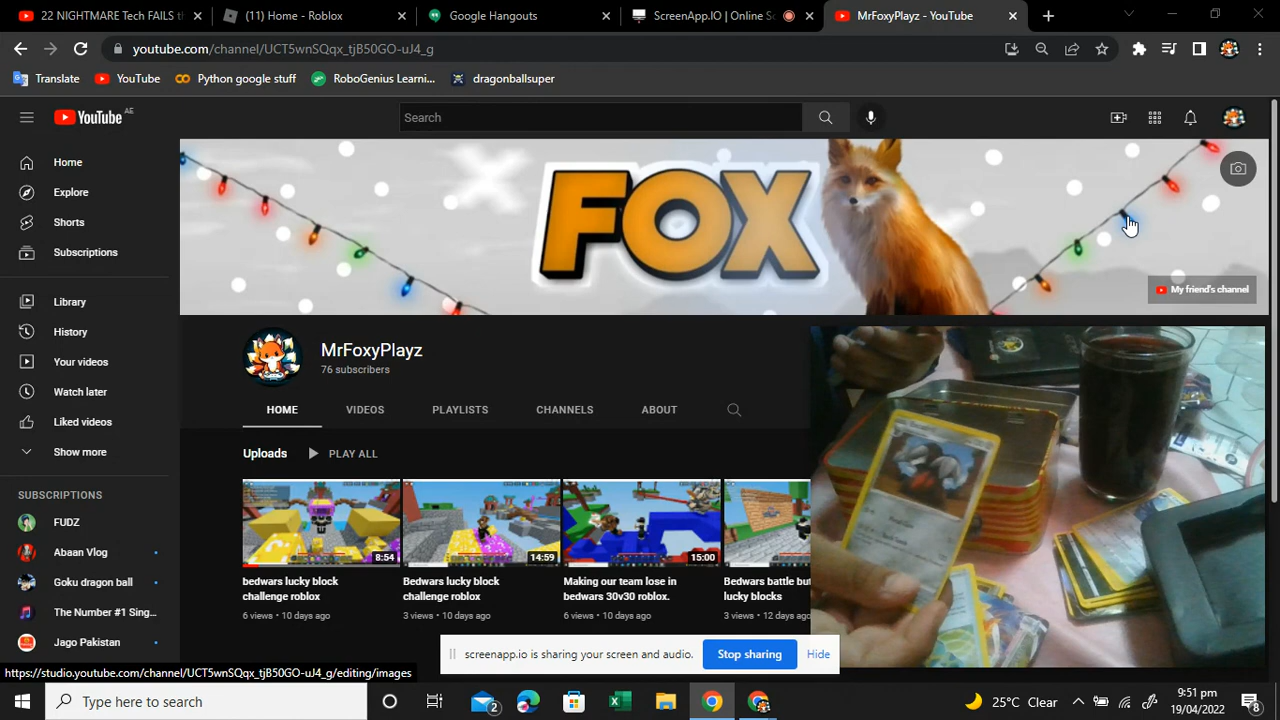 22 NIGHTMARE Tech FAILS t
(11) Home - Roblox
Google Hangouts
ScreenApp.IO | Online Sc
MrFoxyPlayz - YouTube
youtube.com/channel/UCT5wnSQqx_tjB50GO-uJ4_g
Translate
YouTube
Python google stuff
RoboGenius Learni...
dragonballsuper
YouTube AE
Search
Home
Explore
Shorts
Subscriptions
Library
History
Your videos
Watch later
Liked videos
Show more
SUBSCRIPTIONS
FUDZ
Abaan Vlog
Goku dragon ball
The Number #1 Sing...
Jago Pakistan
FOX
My friend's channel
MrFoxyPlayz
76 subscribers
HOME
VIDEOS
PLAYLISTS
CHANNELS
ABOUT
Uploads
PLAY ALL
8:54
14:59
15:00
bedwars lucky block
challenge roblox
6 views • 10 days ago
Bedwars lucky block
challenge roblox
3 views • 10 days ago
Making our team lose in
bedwars 30v30 roblox.
6 views • 10 days ago
Bedwars battle but
lucky blocks
3 views • 12 days ago
screenapp.io is sharing your screen and audio.
Stop sharing
Hide
https://studio.youtube.com/channel/UCT5wnSQqx_tjB50GO-uJ4_g/editing/images
Type here to search
2
25°C Clear
9:51 pm
19/04/2022
8